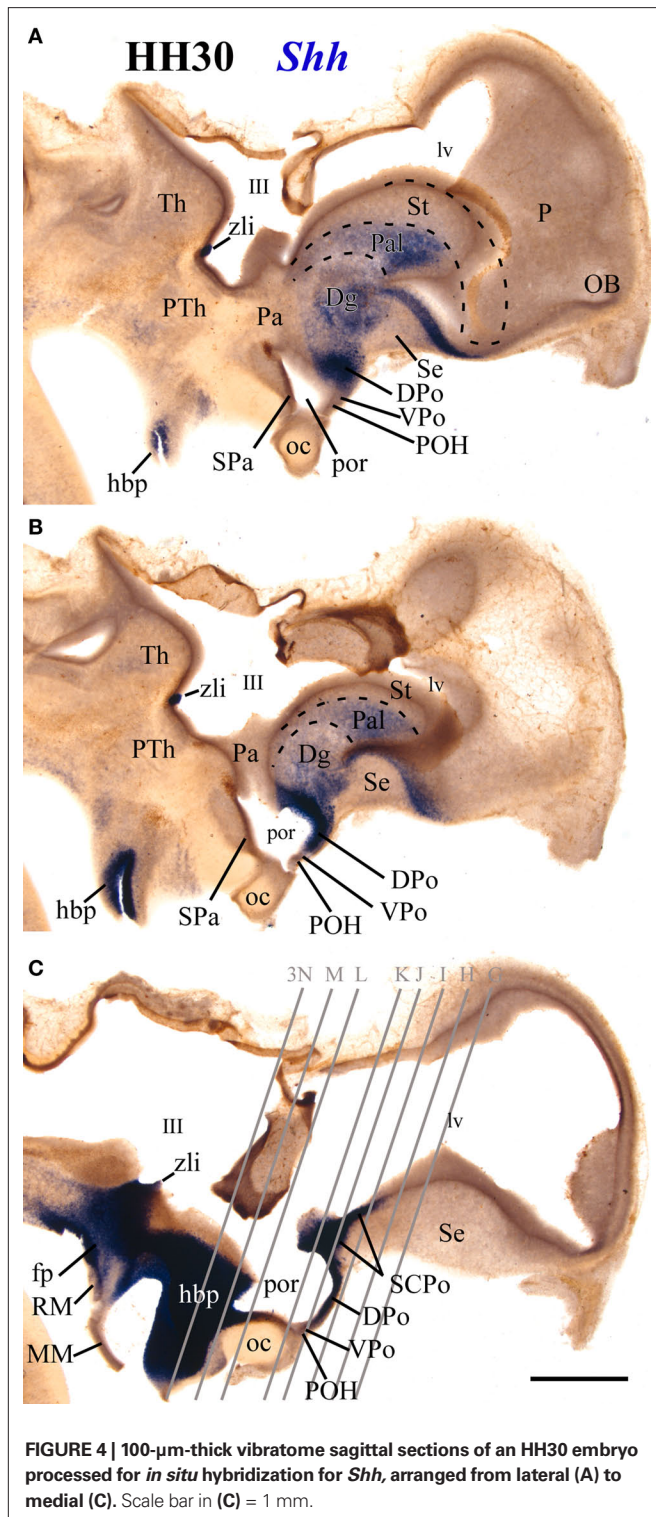 A
HH30 Shh
lv
III
Th
St
zli
Pal
P
Dg
OB
PTh
Pa
Se
DPo
VPo
SPa
oc
por
POH
hbp
B
Th
III
St
lv
zli
Pal
PTh
Pa
Dg
Se
por
DPo
hbp
SPa
oc
POH
VPo
C
3N M L K J I H G
III
lv
zli
Se
fp
SCPo
hbp
por
RM
DPo
oc
VPo
MM
POH
FIGURE 4 | 100-µm-thick vibratome sagittal sections of an HH30 embryo
processed for in situ hybridization for Shh, arranged from lateral (A) to
medial (C). Scale bar in (C) = 1 mm.